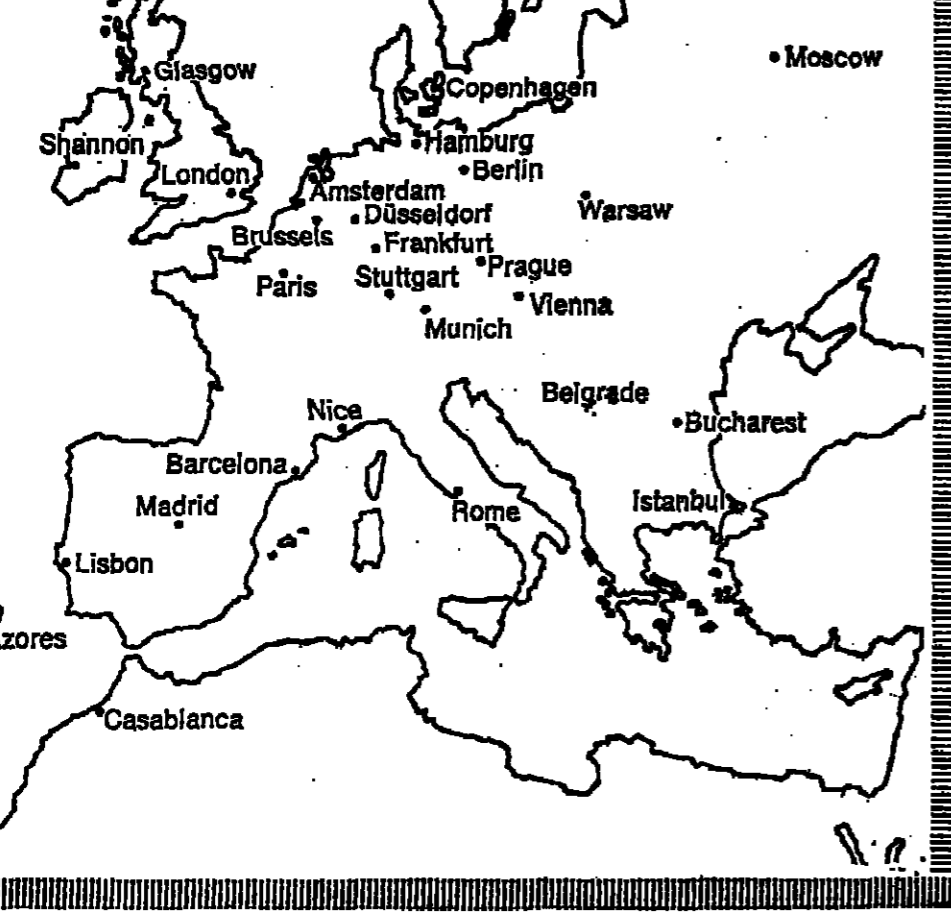 Moscow
Glasgow
Copenhagen
Shannon
Hamburg
London
Berlin
Amsterdam
Düsseldorf
Warsaw
Brussels
Frankfurt
Paris
Stuttgart
Prague
Vienna
Munich
Belgrade
Nice
Bucharest
Barcelona
Madrid
Rome
Istanbul
Lisbon
zores
Casablanca